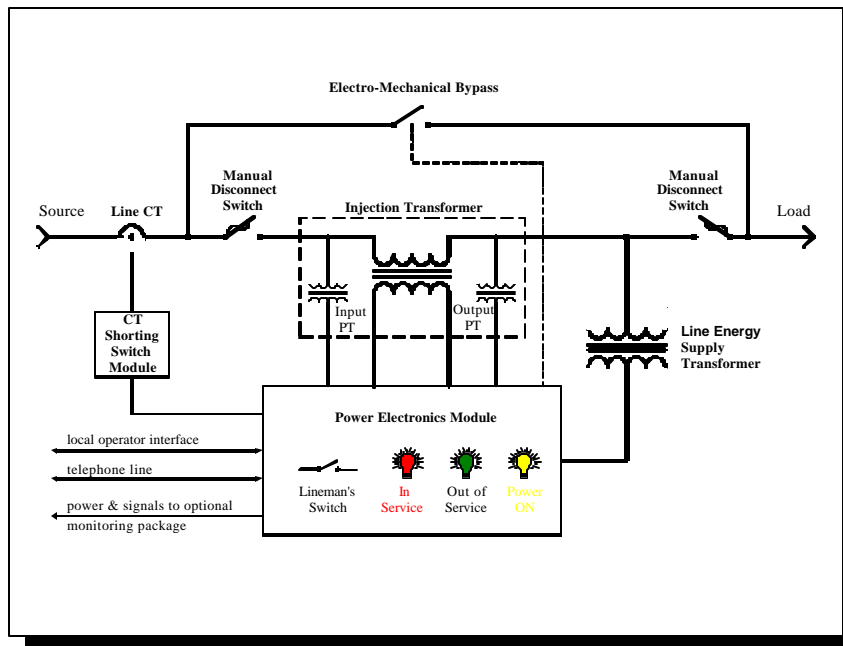 Electro-Mechanical Bypass
Manual
Disconnect
Switch
Manual
Disconnect
Switch
Source
Line CT
Injection Transformer
Load
Input
PT
Output
PT
CT
Shorting
Switch
Module
Line Energy
Supply
Transformer
Power Electronics Module
local operator interface
telephone line
power & signals to optional
monitoring package
Lineman's
Switch
In
Service
Out of
Service
Power
ON